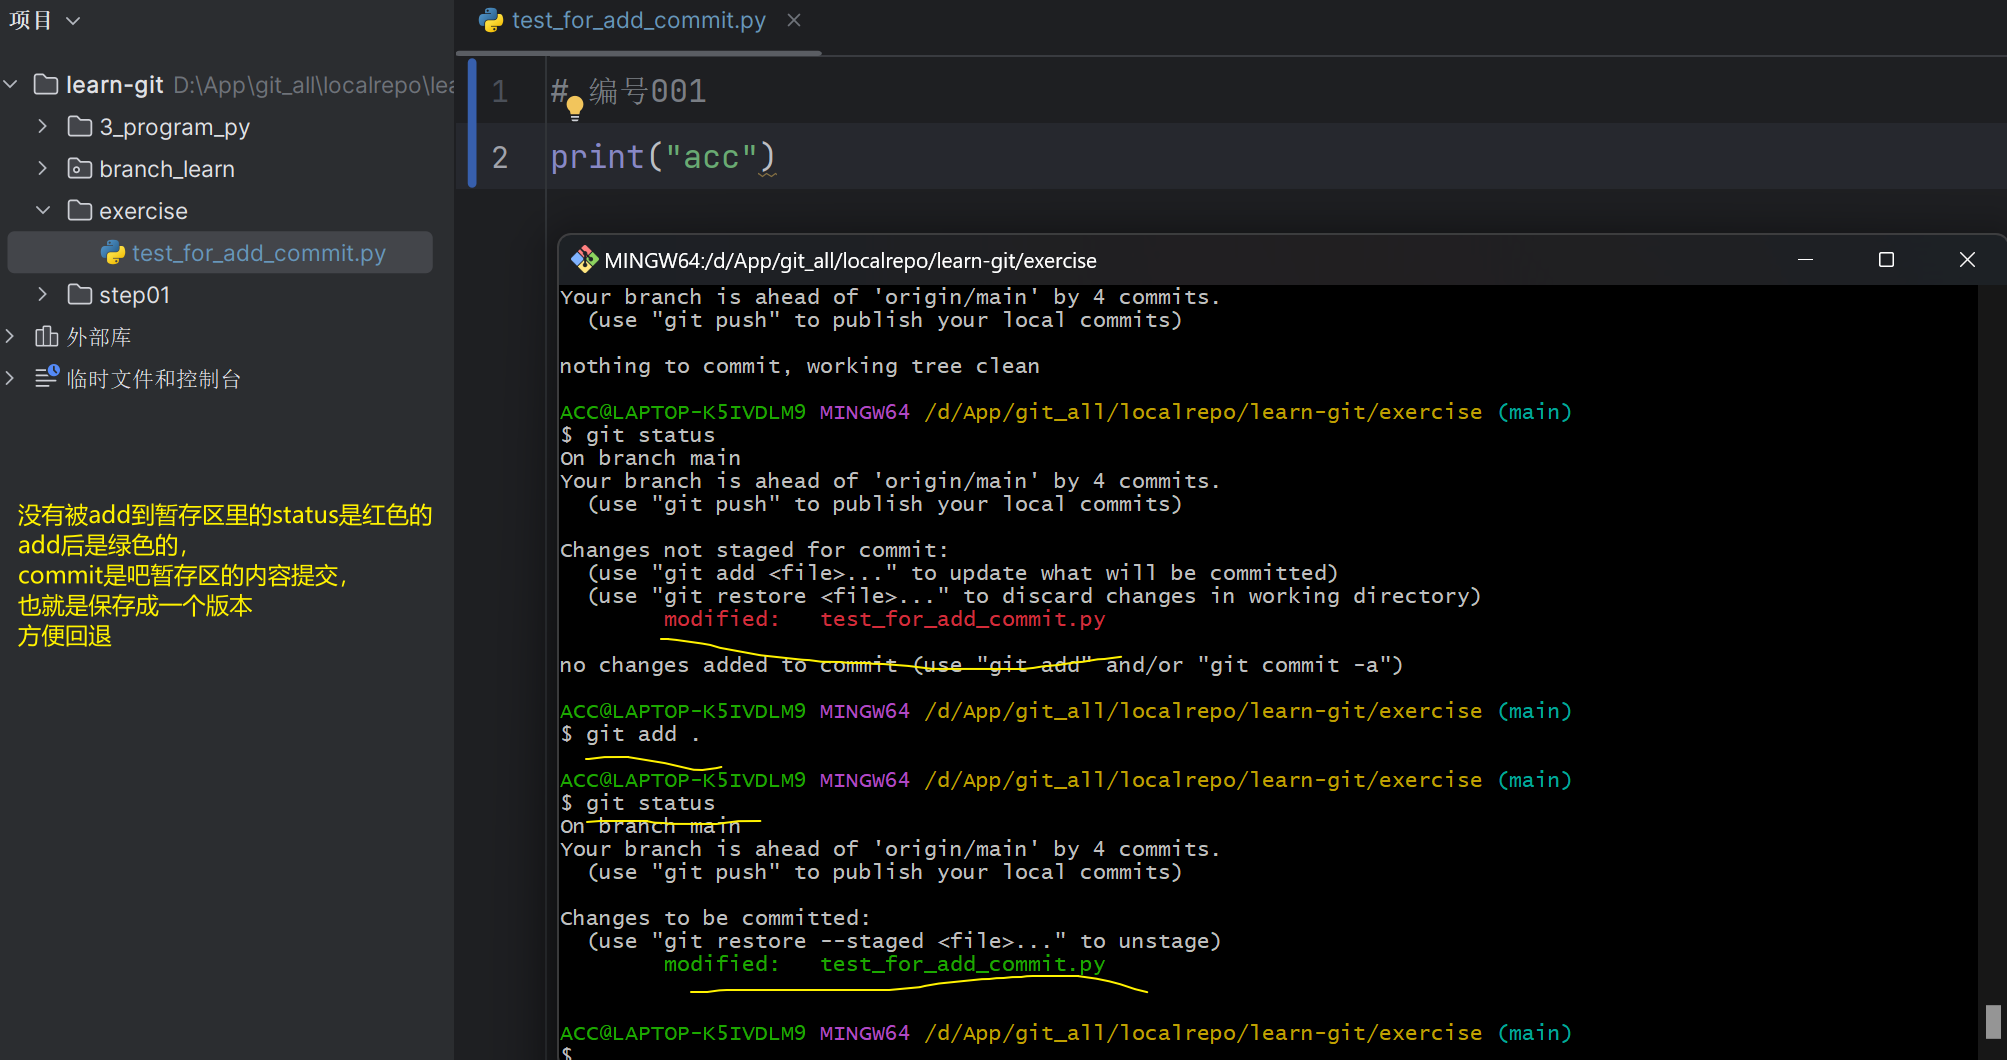 项目
learn-git D:\App\git_all\localrepo\lea
3_program_py
branch_learn
exercise
test_for_add_commit.py
step01
外部库
临时文件和控制台
没有被add到暂存区里的status是红色的
add后是绿色的，
commit是吧暂存区的内容提交，
也就是保存成一个版本
方便回退
test_for_add_commit.py
1 # 编号001
2 print("acc")
MINGW64:/d/App/git_all/localrepo/learn-git/exercise
Your branch is ahead of 'origin/main' by 4 commits.
(use "git push" to publish your local commits)
nothing to commit, working tree clean
ACC@LAPTOP-K5IVDLM9 MINGW64 /d/App/git_all/localrepo/learn-git/exercise (main)
$ git status
On branch main
Your branch is ahead of 'origin/main' by 4 commits.
(use "git push" to publish your local commits)
Changes not staged for commit:
(use "git add <file>..." to update what will be committed)
(use "git restore <file>..." to discard changes in working directory)
modified: test_for_add_commit.py
no changes added to commit (use "git add" and/or "git commit -a")
ACC@LAPTOP-K5IVDLM9 MINGW64 /d/App/git_all/localrepo/learn-git/exercise (main)
$ git add .
ACC@LAPTOP-K5IVDLM9 MINGW64 /d/App/git_all/localrepo/learn-git/exercise (main)
$ git status
On branch main
Your branch is ahead of 'origin/main' by 4 commits.
(use "git push" to publish your local commits)
Changes to be committed:
(use "git restore --staged <file>..." to unstage)
modified: test_for_add_commit.py
ACC@LAPTOP-K5IVDLM9 MINGW64 /d/App/git_all/localrepo/learn-git/exercise (main)
$